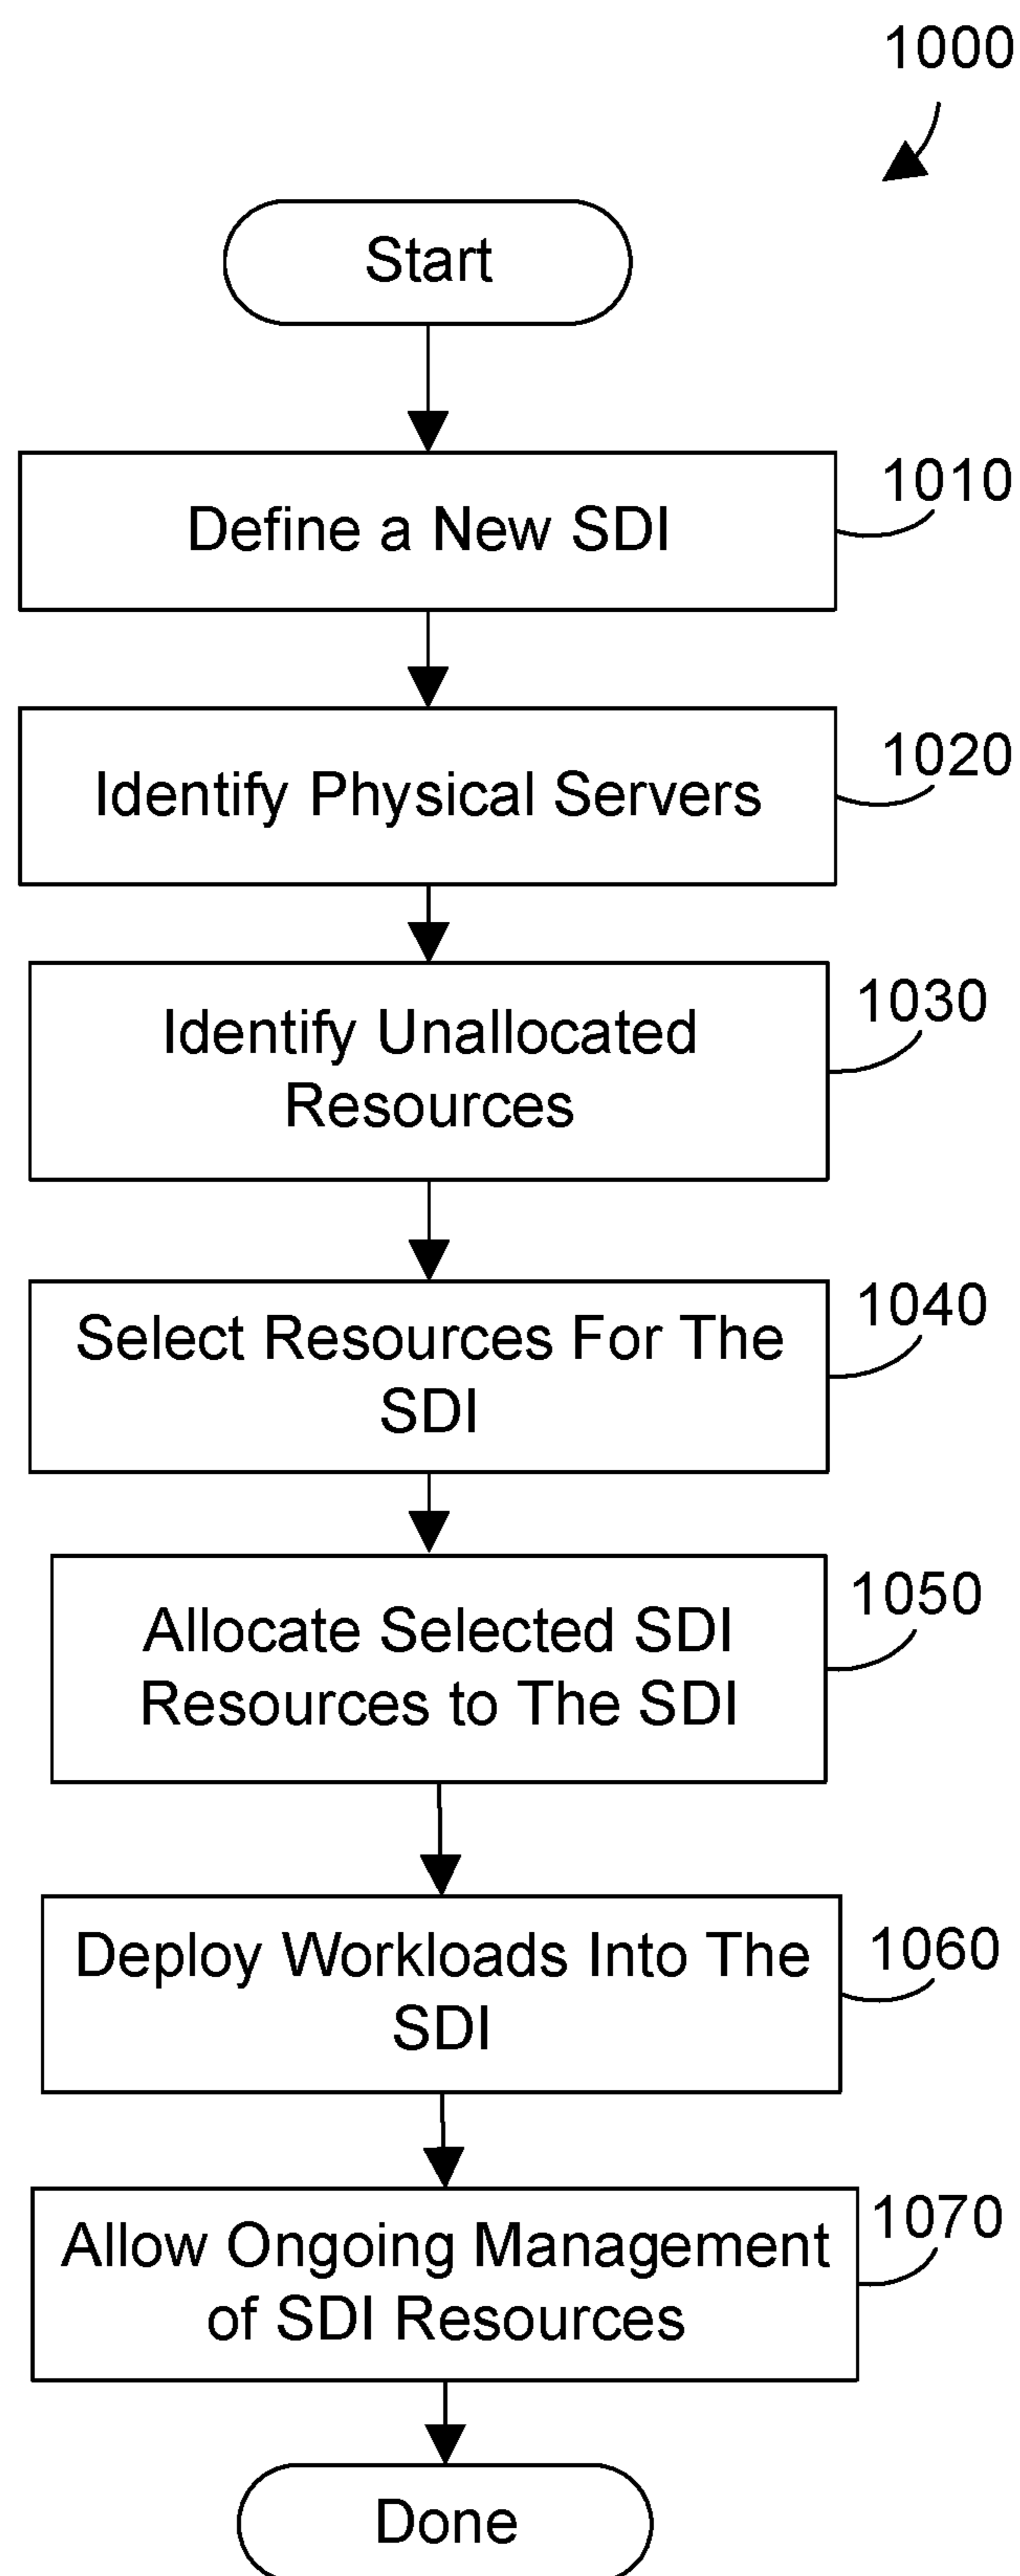 1000
Start
Define a New SDI
1010
Identify Physical Servers
1020
Identify Unallocated
Resources
1030
Select Resources For The
SDI
1040
Allocate Selected SDI
Resources to The SDI
1050
Deploy Workloads Into The
SDI
1060
Allow Ongoing Management
of SDI Resources
1070
Done